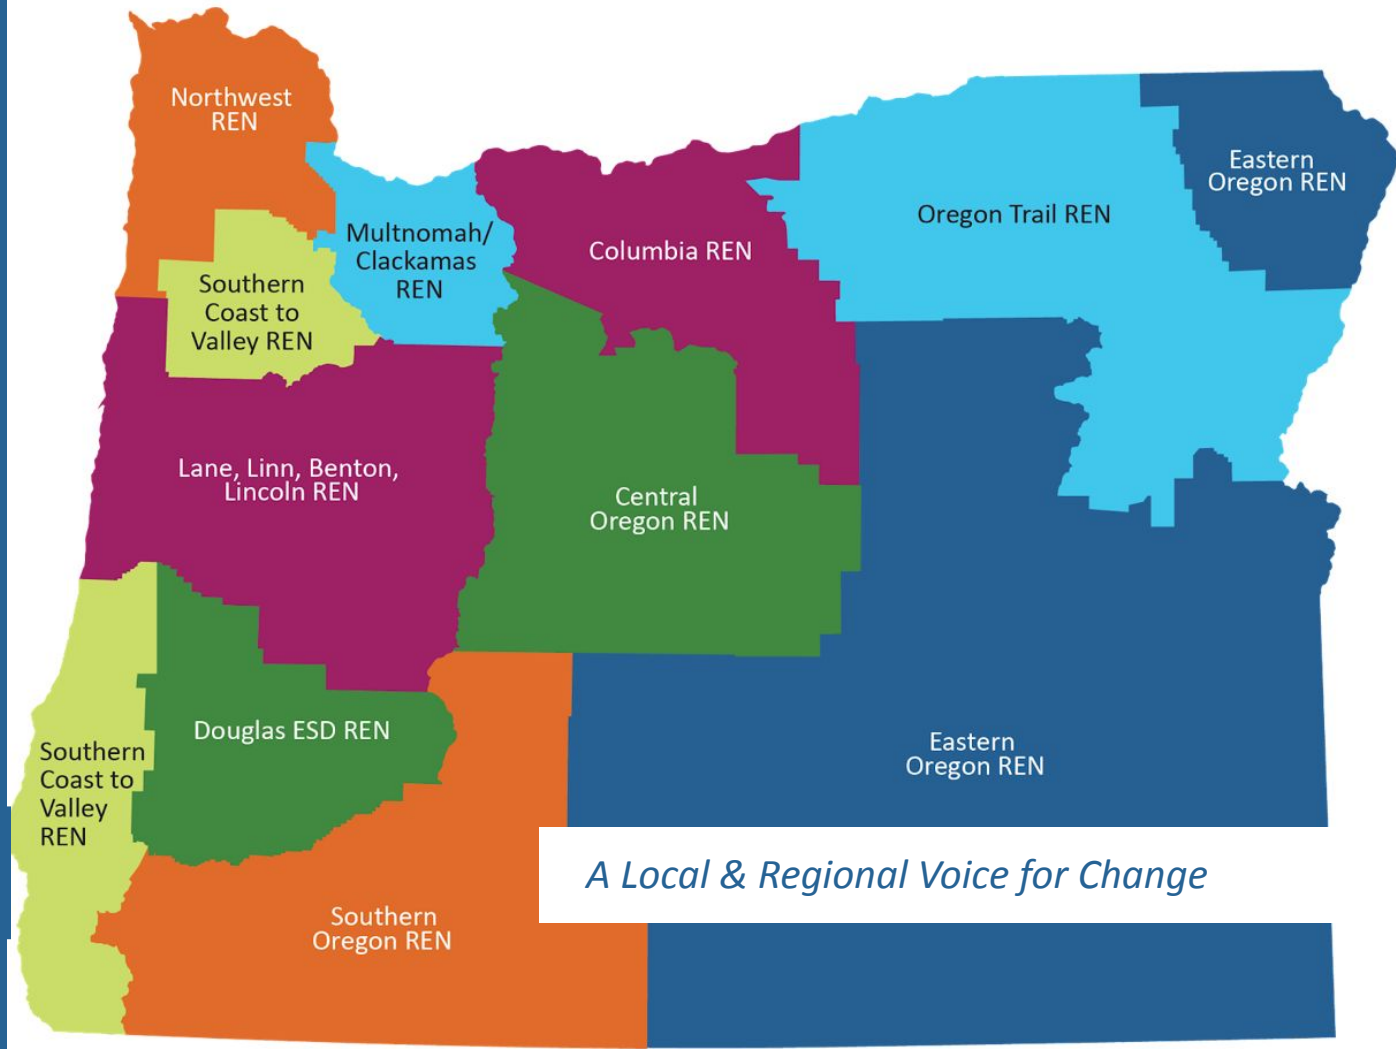 Northwest
REN
Eastern
Oregon REN
Oregon Trail REN
Multnomah/
Clackamas
REN
Columbia REN
Southern
Coast to
Valley REN
Lane, Linn, Benton,
Lincoln REN
Central
Oregon REN
Douglas ESD REN
Southern
Coast to
Valley
REN
Eastern
Oregon REN
A Local & Regional Voice for Change
Southern
Oregon REN